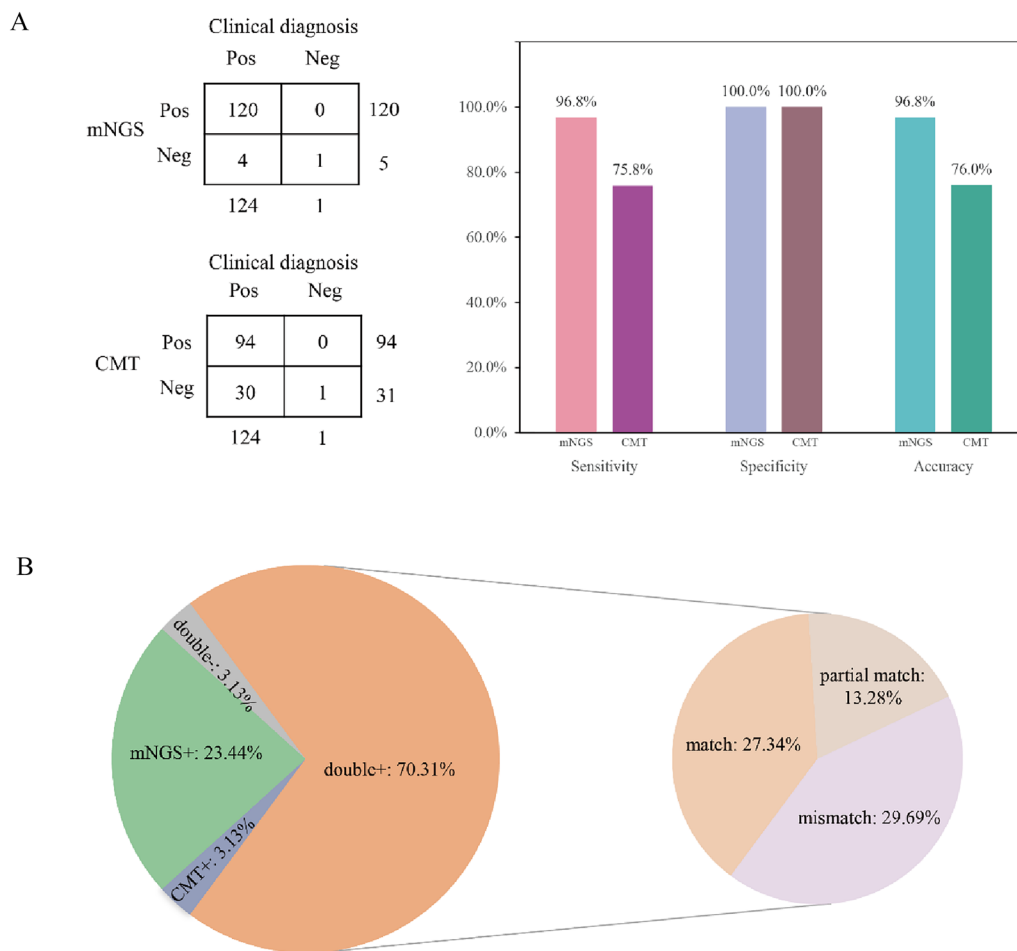 A
Clinical diagnosis
Pos Neg
mNGS
Pos 120 0 120
Neg 4 1 5
124 1
Clinical diagnosis
Pos Neg
CMT
Pos 94 0 94
Neg 30 1 31
124 1
100.0%
80.0%
60.0%
40.0%
20.0%
0.0%
96.8%
75.8%
100.0% 100.0%
96.8%
76.0%
mNGS CMT mNGS CMT mNGS CMT
Sensitivity Specificity Accuracy
B
double-: 3.13%
mNGS+: 23.44%
CMT+: 3.13%
double+: 70.31%
partial match:
13.28%
match: 27.34%
mismatch: 29.69%